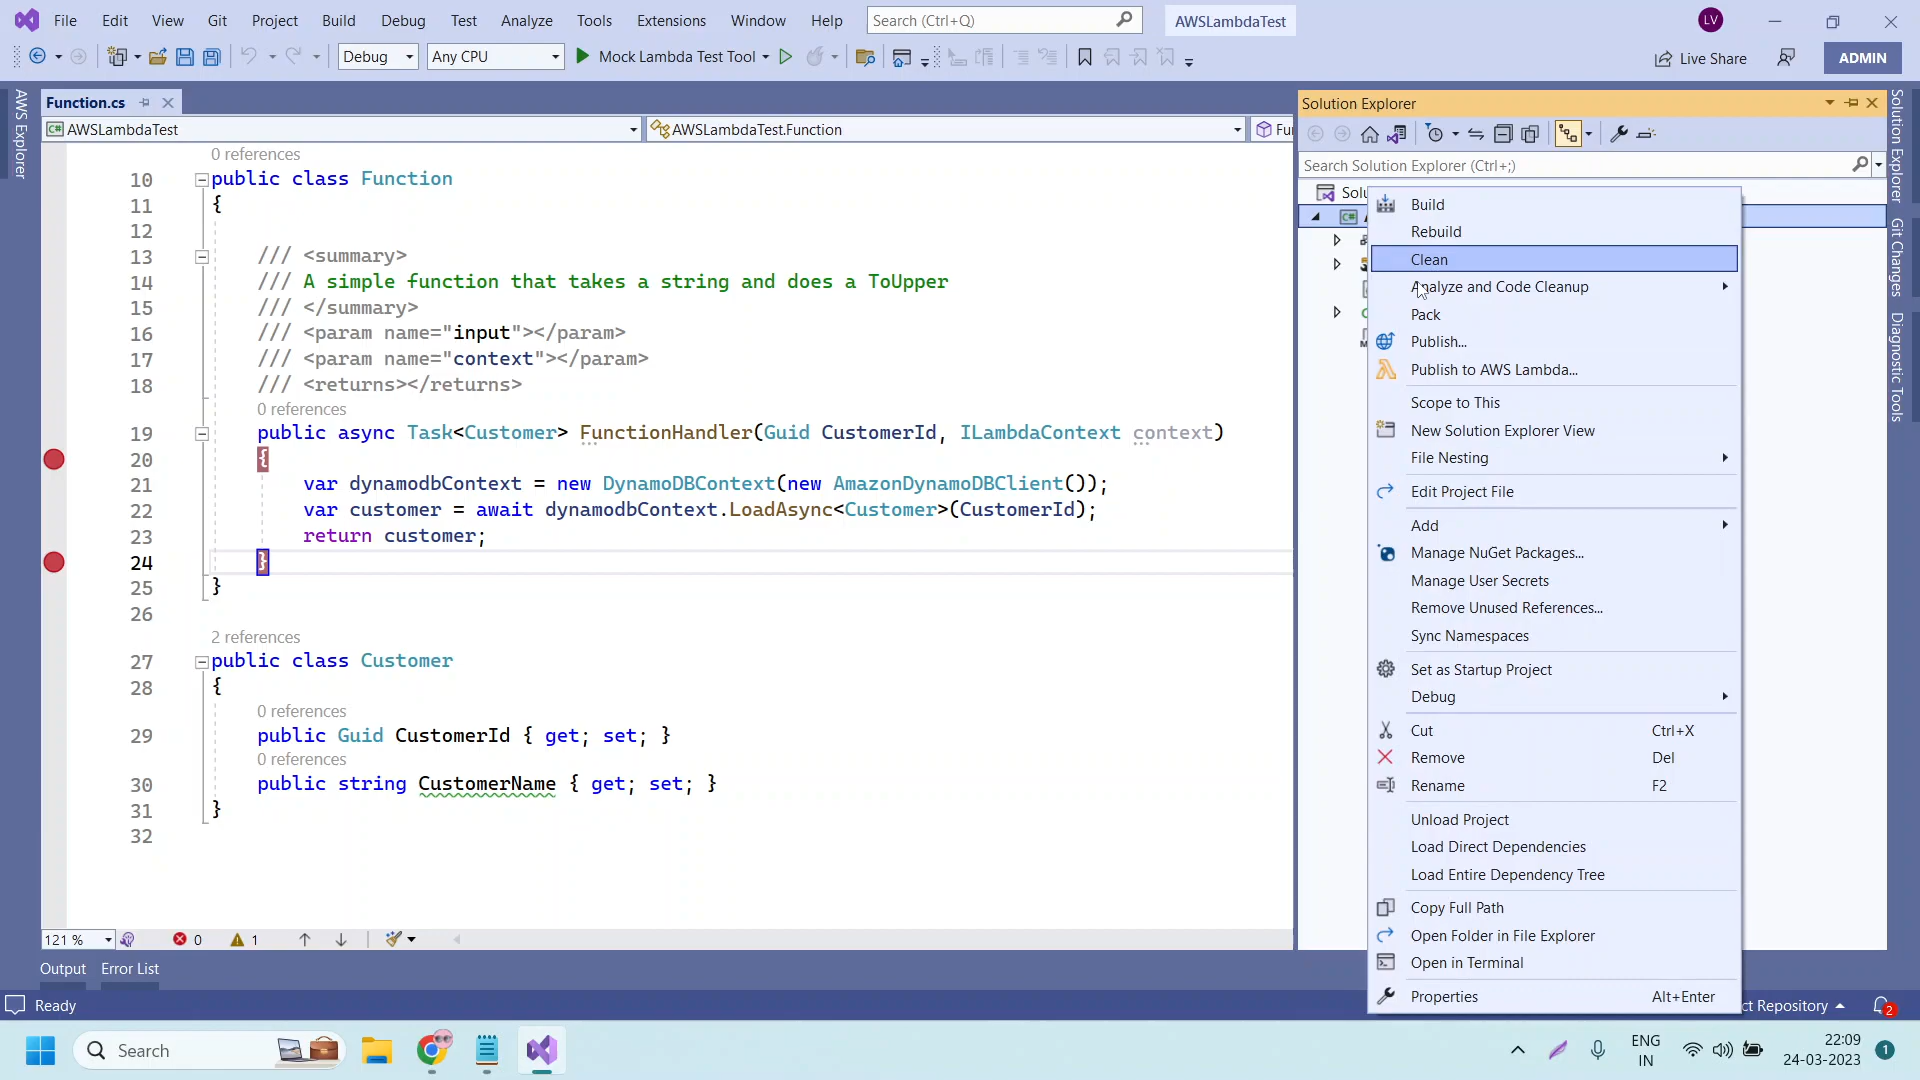 File Edit View Git Project Build Debug Test Analyze Tools Extensions Window Help Search (Ctrl+Q) AWSLambdaTest LV
Debug Any CPU Mock Lambda Test Tool Live Share ADMIN
AWS Explorer
Function.cs
AWSLambdaTest AWSLambdaTest.Function
0 references
10 public class Function
11 {
12
13 /// <summary>
14 /// A simple function that takes a string and does a ToUpper
15 /// </summary>
16 /// <param name="input"></param>
17 /// <param name="context"></param>
18 /// <returns></returns>
0 references
19 public async Task<Customer> FunctionHandler(Guid CustomerId, ILambdaContext context)
20 {
21 var dynamodbContext = new DynamoDBContext(new AmazonDynamoDBClient());
22 var customer = await dynamodbContext.LoadAsync<Customer>(CustomerId);
23 return customer;
24 }
25 }
26
2 references
27 public class Customer
28 {
0 references
29 public Guid CustomerId { get; set; }
0 references
30 public string CustomerName { get; set; }
31 }
32
121 % 0 1
Output Error List
Ready
Solution Explorer
Search Solution Explorer (Ctrl+;)
Build
Rebuild
Clean
Analyze and Code Cleanup
Pack
Publish...
Publish to AWS Lambda...
Scope to This
New Solution Explorer View
File Nesting
Edit Project File
Add
Manage NuGet Packages...
Manage User Secrets
Remove Unused References...
Sync Namespaces
Set as Startup Project
Debug
Cut Ctrl+X
Remove Del
Rename F2
Unload Project
Load Direct Dependencies
Load Entire Dependency Tree
Copy Full Path
Open Folder in File Explorer
Open in Terminal
Properties Alt+Enter
Solution Explorer
Git Changes
Diagnostic Tools
Repository 2
Search
ENG
IN
22:09
24-03-2023
1